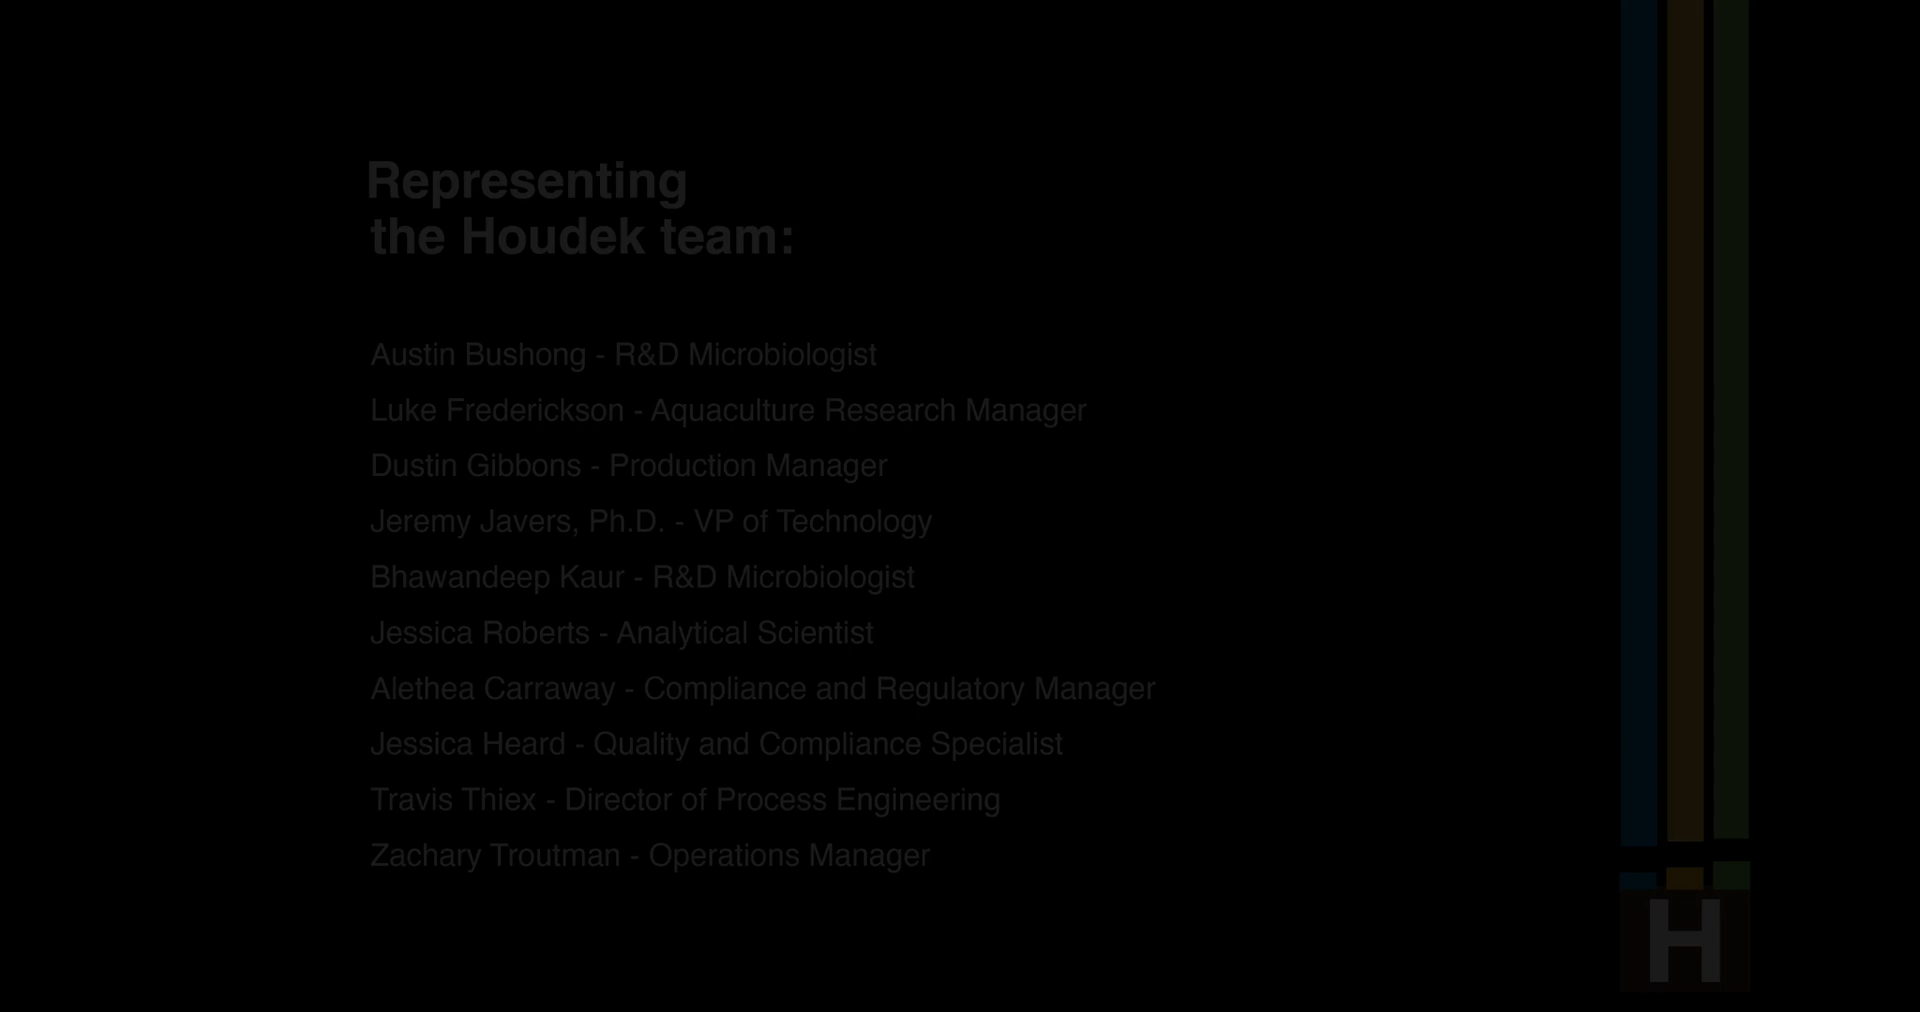 Representing
the Houdek team:
Austin Bushong - R&D Microbiologist
Luke Frederickson - Aquaculture Research Manager
Dustin Gibbons - Production Manager
Jeremy Javers, Ph.D. - VP of Technology
Bhawandeep Kaur - R&D Microbiologist
Jessica Roberts - Analytical Scientist
Alethea Carraway - Compliance and Regulatory Manager
Jessica Heard - Quality and Compliance Specialist
Travis Thiex - Director of Process Engineering
Zachary Troutman - Operations Manager
H